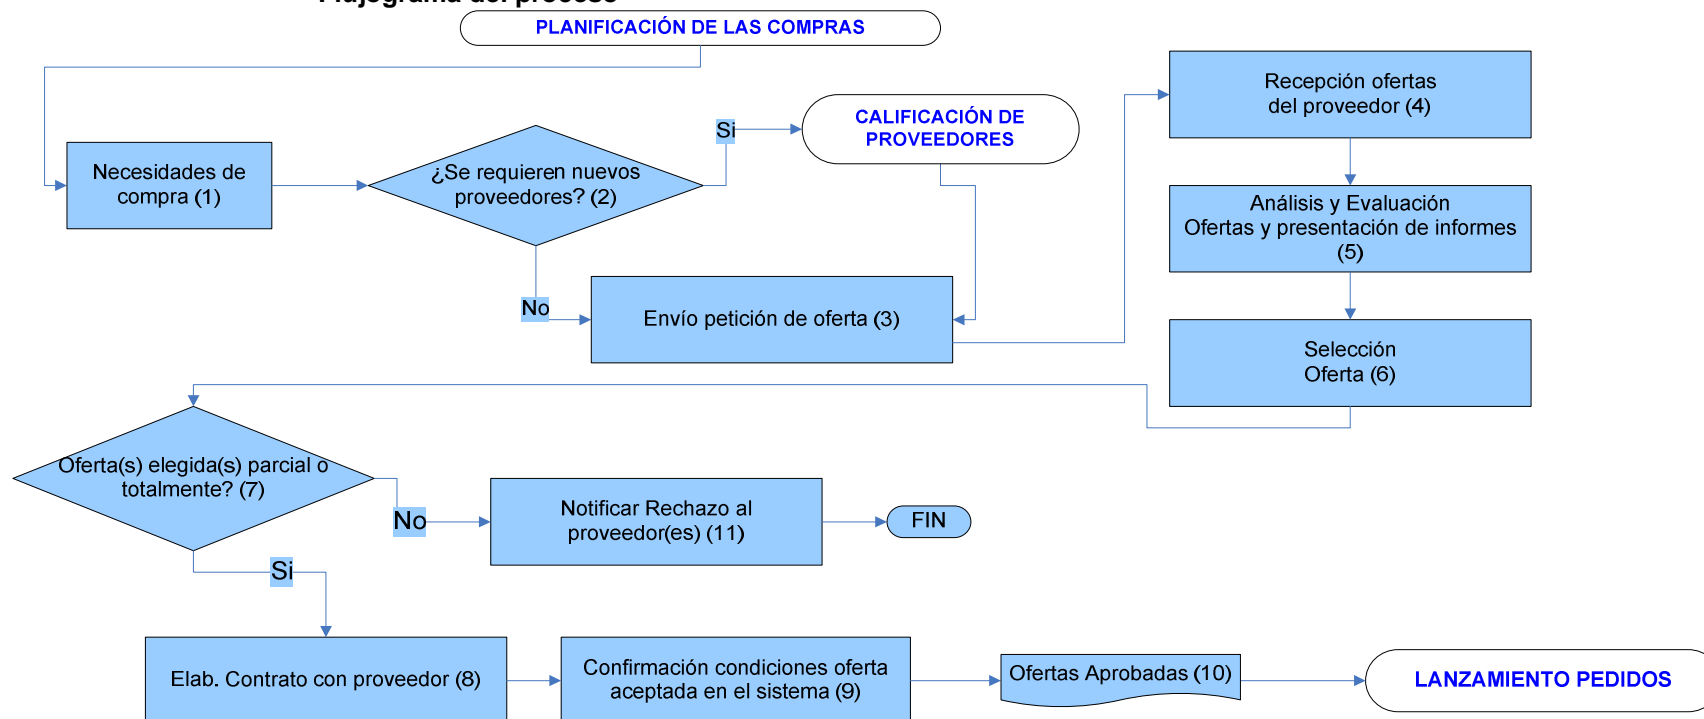 Flujograma del proceso
PLANIFICACIÓN DE LAS COMPRAS
Recepción ofertas
del proveedor (4)
CALIFICACIÓN DE
PROVEEDORES
Si
Necesidades de
compra (1)
¿Se requieren nuevos
proveedores? (2)
Análisis y Evaluación
Ofertas y presentación de informes
(5)
No
Envío petición de oferta (3)
Selección
Oferta (6)
Oferta(s) elegida(s) parcial o
totalmente? (7)
No
Notificar Rechazo al
proveedor(es) (11)
FIN
Si
Elab. Contrato con proveedor (8)
Confirmación condiciones oferta
aceptada en el sistema (9)
Ofertas Aprobadas (10)
LANZAMIENTO PEDIDOS